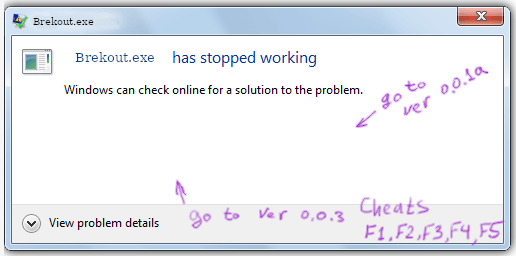 Brekout.exe
Brekout.exe has stopped working
Windows can check online for a solution to the problem.
go to
ver 0.0.1a
View problem details
go to ver 0.0.3
Cheats
F1,F2,F3,F4,F5